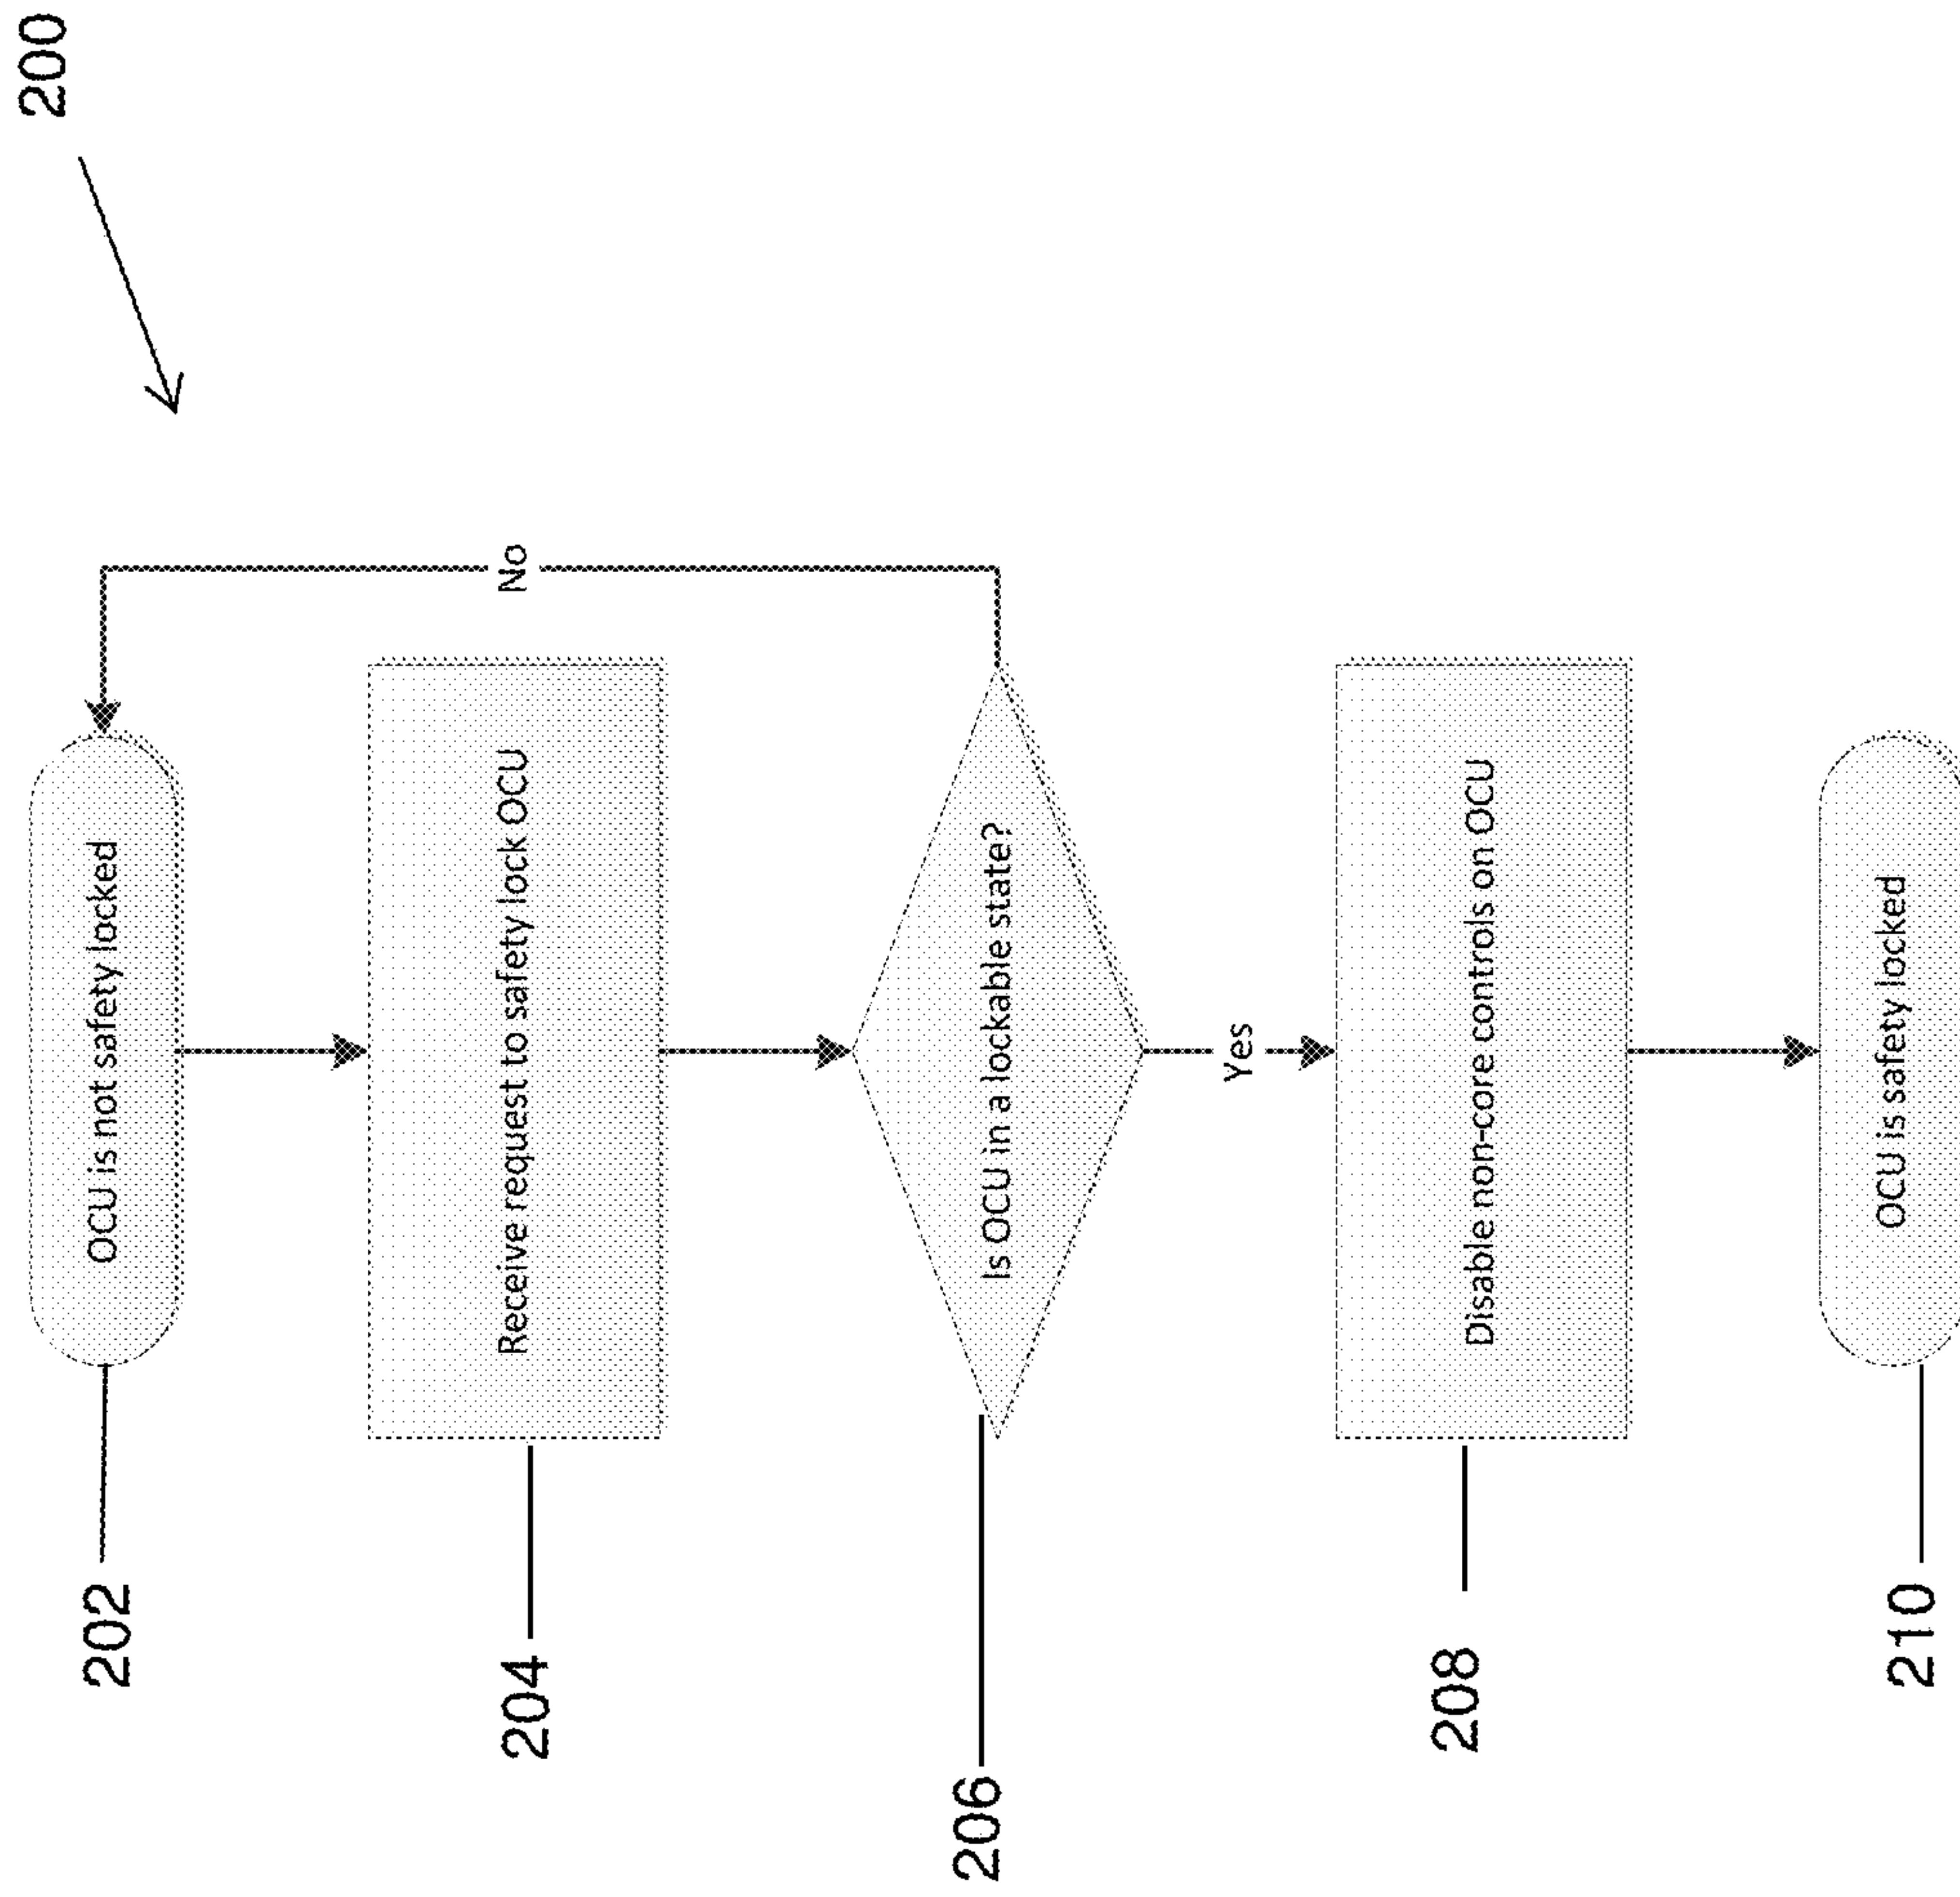 200
202
OCU is not safety locked
204
Receive request to safety lock OCU
No
206
Is OCU in a lockable state?
Yes
208
Disable non-core controls on OCU
210
OCU is safety locked